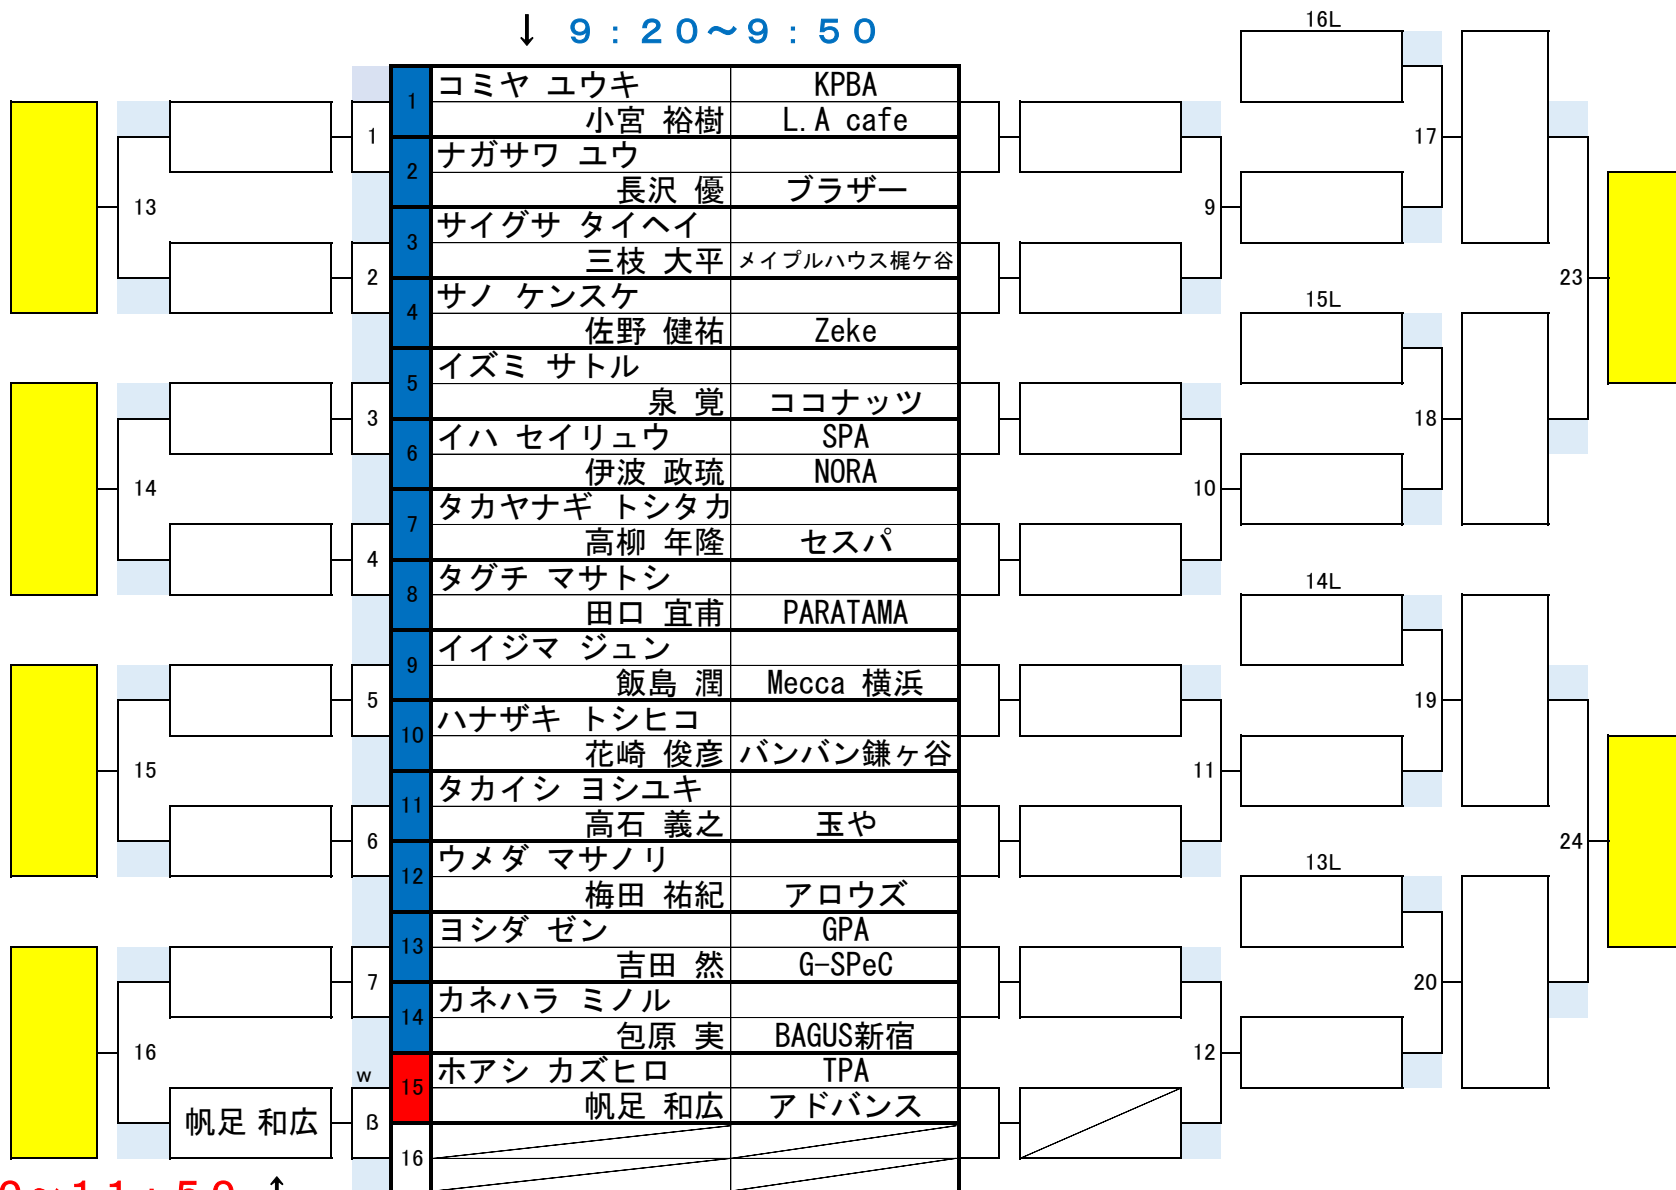 ↓ 9：20～9：50
16L
1 コミヤ ユウキ KPBA
小宮 裕樹 L.A cafe
1 17
2 ナガサワ ユウ
長沢 優 ブラザー
13 9
3 サイグサ タイヘイ
三枝 大平 メイプルハウス梶ケ谷
2 23
4 サノ ケンスケ
15L
佐野 健祐 Zeke
5 イズミ サトル
泉 覚 ココナッツ
3 18
6 イハ セイリュウ SPA
伊波 政琉 NORA
14 10
7 タカヤナギ トシタカ
高柳 年隆 セスパ
4
8 タグチ マサトシ
14L
田口 宜甫 PARATAMA
9 イイジマ ジュン
飯島 潤 Mecca 横浜
5 19
10 ハナザキ トシヒコ
花崎 俊彦 バンバン鎌ヶ谷
15 11
11 タカイシ ヨシユキ
高石 義之 玉や
6 24
12 ウメダ マサノリ
13L
梅田 祐紀 アロウズ
13 ヨシダ ゼン GPA
吉田 然 G-SPeC
7 20
14 カネハラ ミノル
包原 実 BAGUS新宿
16 12
w
15 ホアシ カズヒロ TPA
帆足 和広 アドバンス
帆足 和広 ß
16
～11：50 ↑